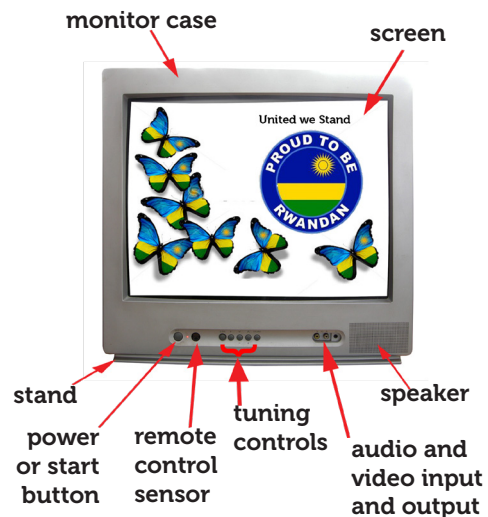 monitor case
screen
United we Stand
PROUD TO BE
RWANDAN
stand
power
or start
button
remote
control
sensor
tuning
controls
speaker
audio and
video input
and output